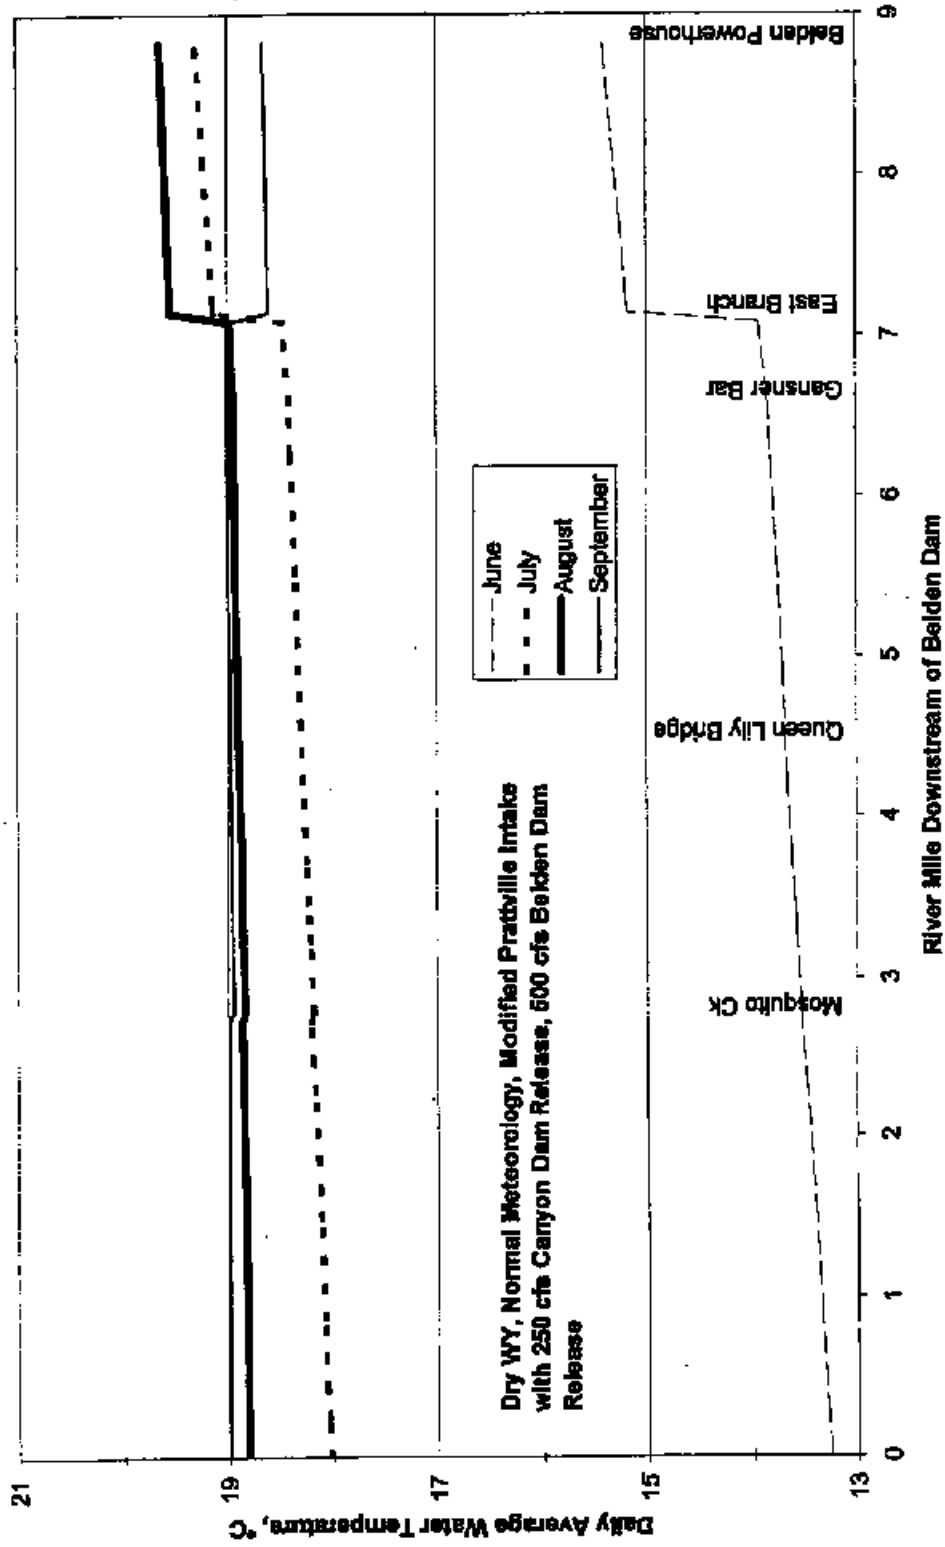 Daily Average Water Temperature, °C
21
19
17
15
13
Dry WY, Normal Meteorology, Modified Prattville Intake
with 250 cfs Canyon Dam Release, 500 cfs Belden Dam
Release
June
July
August
September
Mosquito Ck
Queen Lily Bridge
Gansner Bar
East Branch
Belden Powerhouse
0
1
2
3
4
5
6
7
8
9
River Mile Downstream of Belden Dam